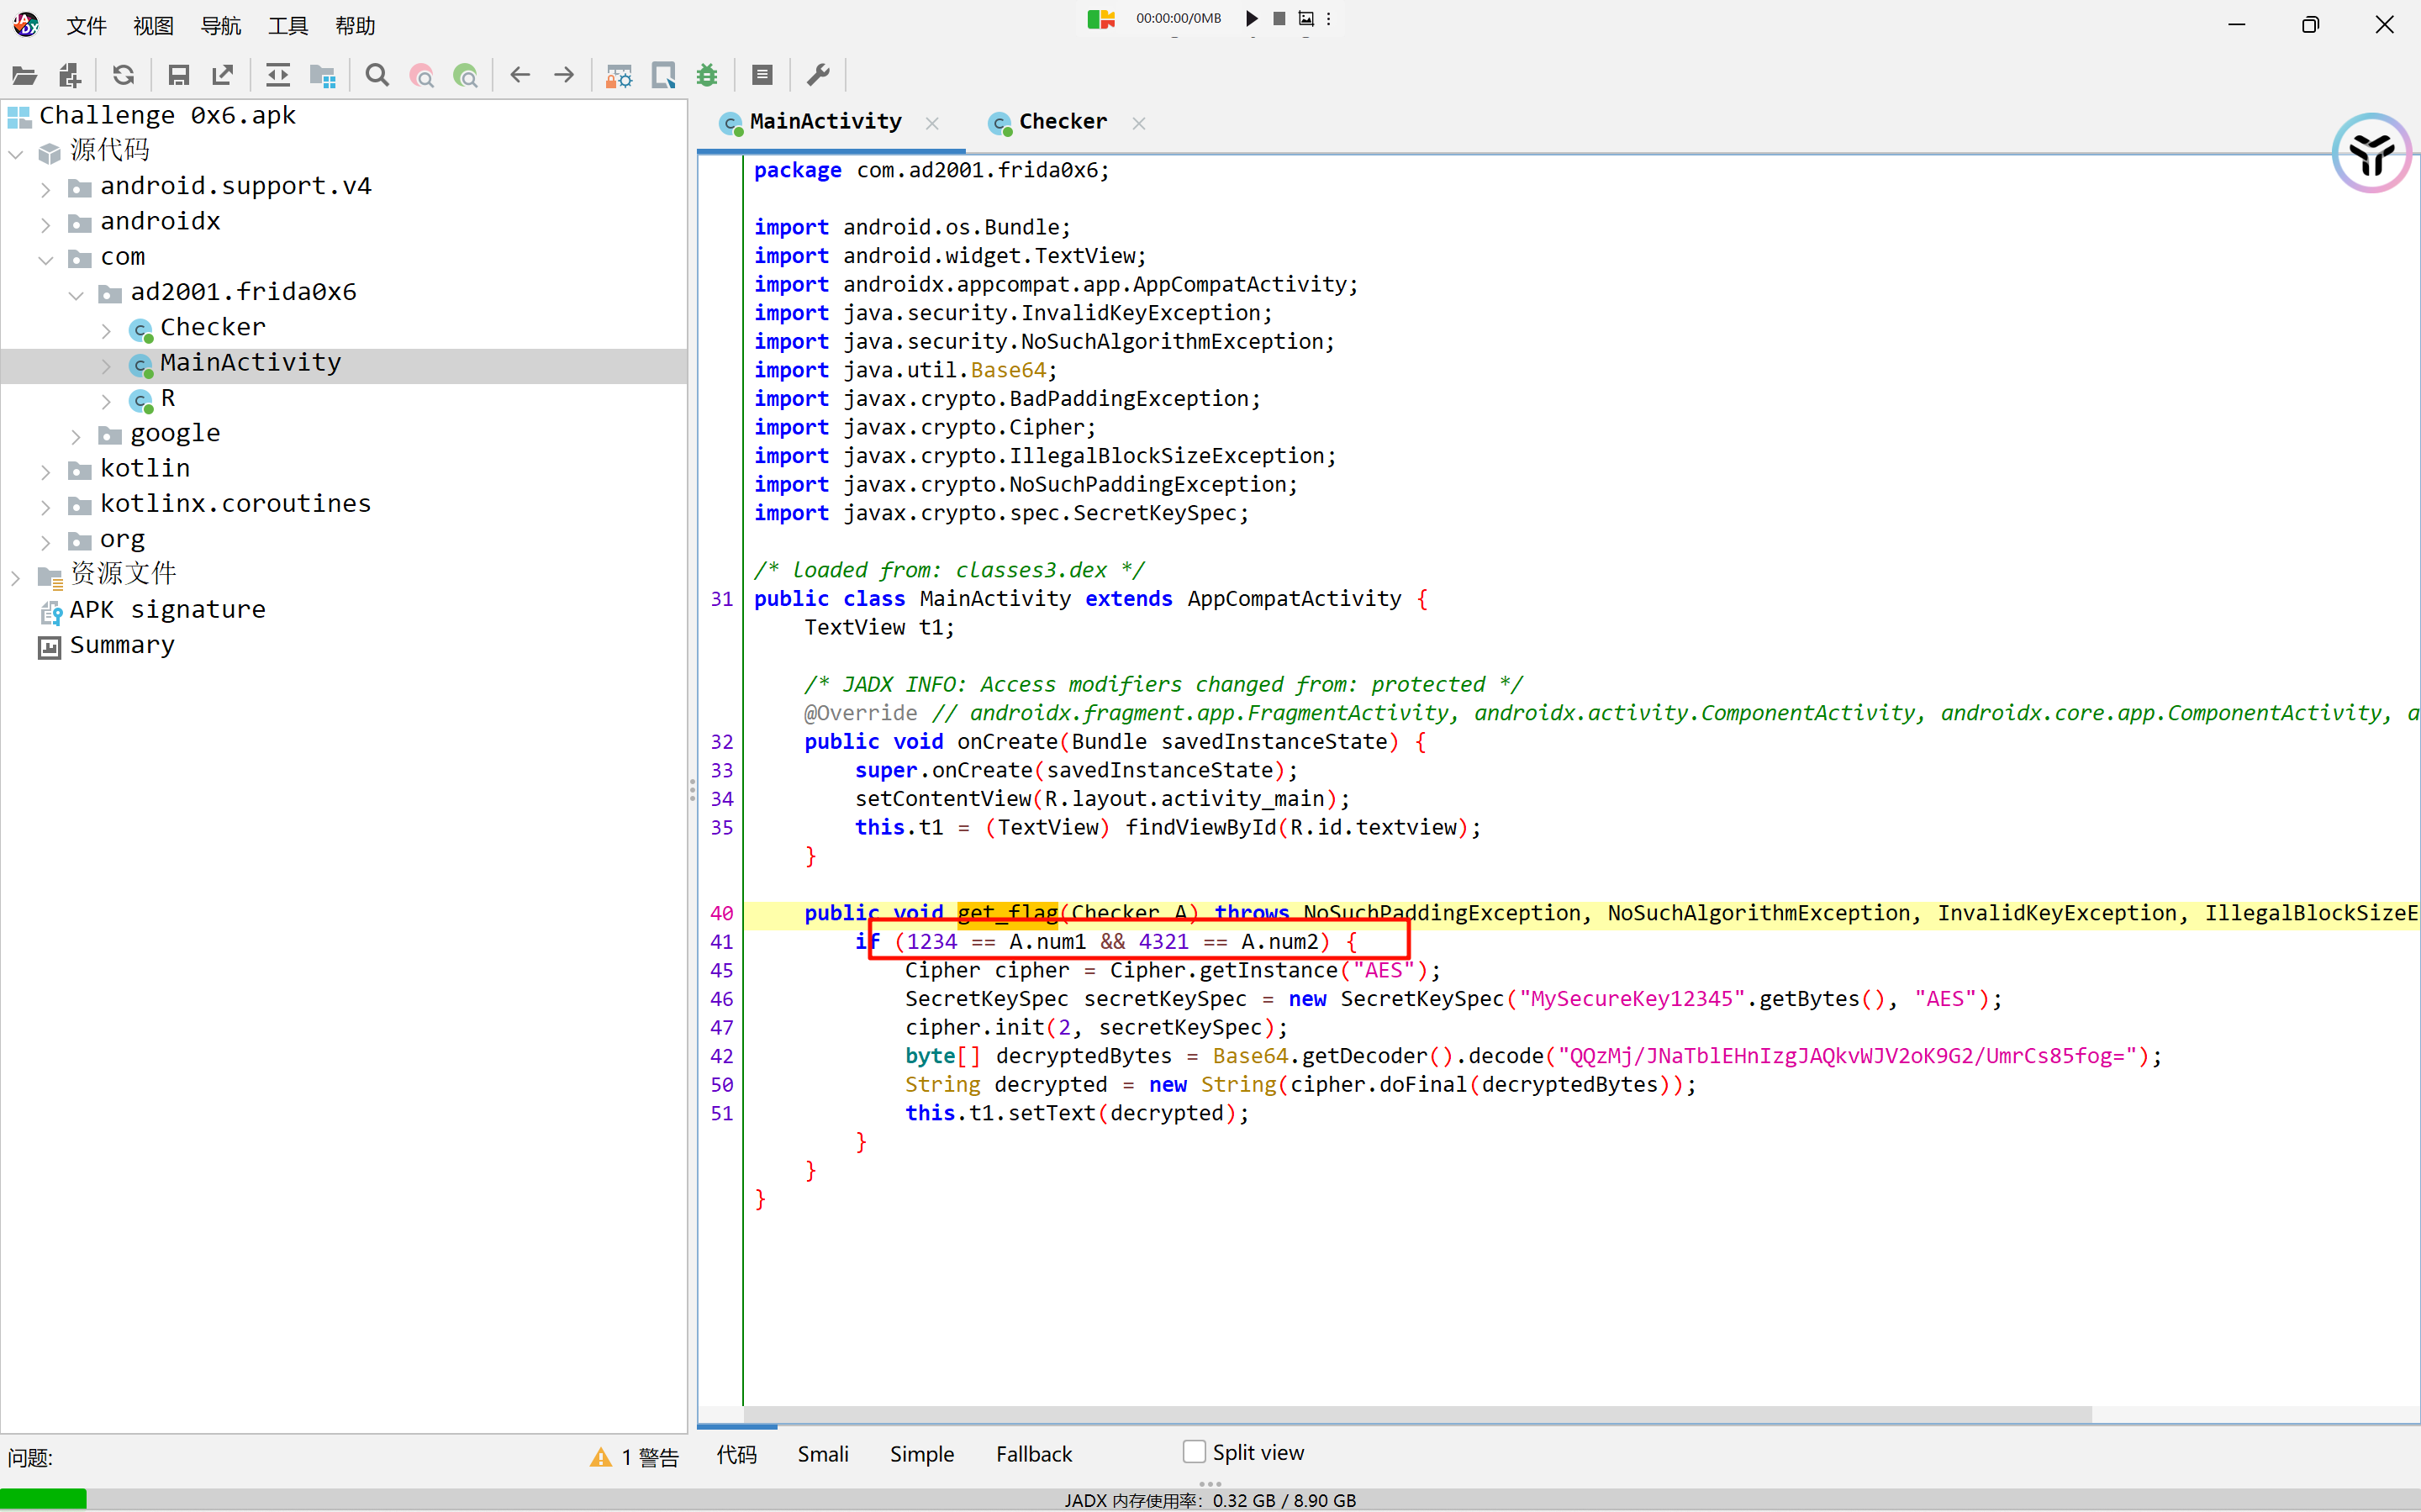 文件 视图 导航 工具 帮助
00:00:00/0MB
Challenge 0x6.apk
源代码
android.support.v4
androidx
com
ad2001.frida0x6
Checker
MainActivity
R
google
kotlin
kotlinx.coroutines
org
资源文件
APK signature
Summary
问题:
1 警告
MainActivity Checker
package com.ad2001.frida0x6;
import android.os.Bundle;
import android.widget.TextView;
import androidx.appcompat.app.AppCompatActivity;
import java.security.InvalidKeyException;
import java.security.NoSuchAlgorithmException;
import java.util.Base64;
import javax.crypto.BadPaddingException;
import javax.crypto.Cipher;
import javax.crypto.IllegalBlockSizeException;
import javax.crypto.NoSuchPaddingException;
import javax.crypto.spec.SecretKeySpec;
/* loaded from: classes3.dex */
31 public class MainActivity extends AppCompatActivity {
TextView t1;
/* JADX INFO: Access modifiers changed from: protected */
@Override // androidx.fragment.app.FragmentActivity, androidx.activity.ComponentActivity, androidx.core.app.ComponentActivity, a
32 public void onCreate(Bundle savedInstanceState) {
33 super.onCreate(savedInstanceState);
34 setContentView(R.layout.activity_main);
35 this.t1 = (TextView) findViewById(R.id.textview);
}
40 public void get_flag(Checker A) throws NoSuchPaddingException, NoSuchAlgorithmException, InvalidKeyException, IllegalBlockSizeE
41 if (1234 == A.num1 && 4321 == A.num2) {
45 Cipher cipher = Cipher.getInstance("AES");
46 SecretKeySpec secretKeySpec = new SecretKeySpec("MySecureKey12345".getBytes(), "AES");
47 cipher.init(2, secretKeySpec);
42 byte[] decryptedBytes = Base64.getDecoder().decode("QQzMj/JNaTblEHnIzgJAQkvWJV2oK9G2/UmrCs85fog=");
50 String decrypted = new String(cipher.doFinal(decryptedBytes));
51 this.t1.setText(decrypted);
}
}
}
代码 Smali Simple Fallback Split view
JADX 内存使用率: 0.32 GB / 8.90 GB